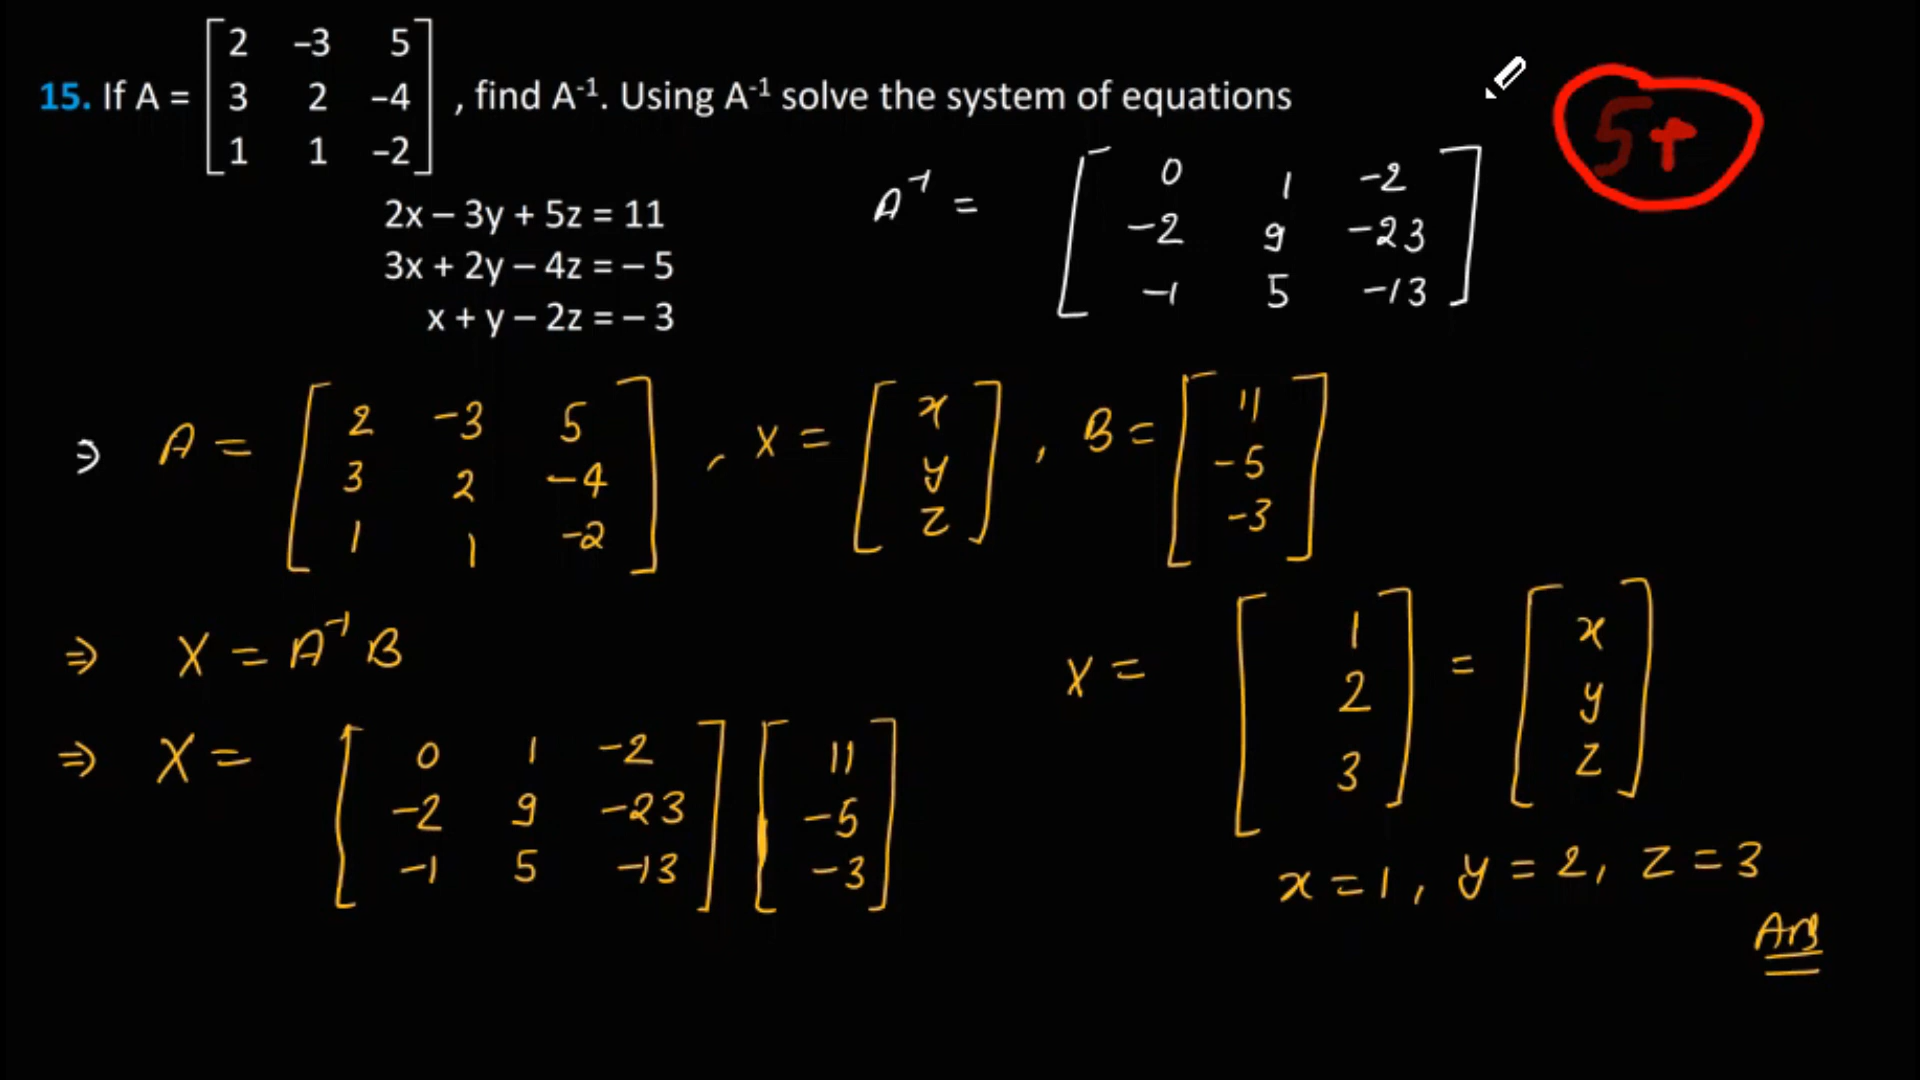 15. If A = [2 −3 5; 3 2 −4; 1 1 −2], find A⁻¹. Using A⁻¹ solve the system of equations
2x – 3y + 5z = 11
3x + 2y – 4z = – 5
x + y – 2z = – 3
A⁻¹ = [0 1 -2; -2 9 -23; -1 5 -13]
5+
⇒ A = [2 -3 5; 3 2 -4; 1 1 -2], X = [x; y; z], B = [11; -5; -3]
⇒ X = A⁻¹ B
⇒ X = [0 1 -2; -2 9 -23; -1 5 -13] [11; -5; -3]
X = [1; 2; 3] = [x; y; z]
x = 1, y = 2, z = 3
Ans